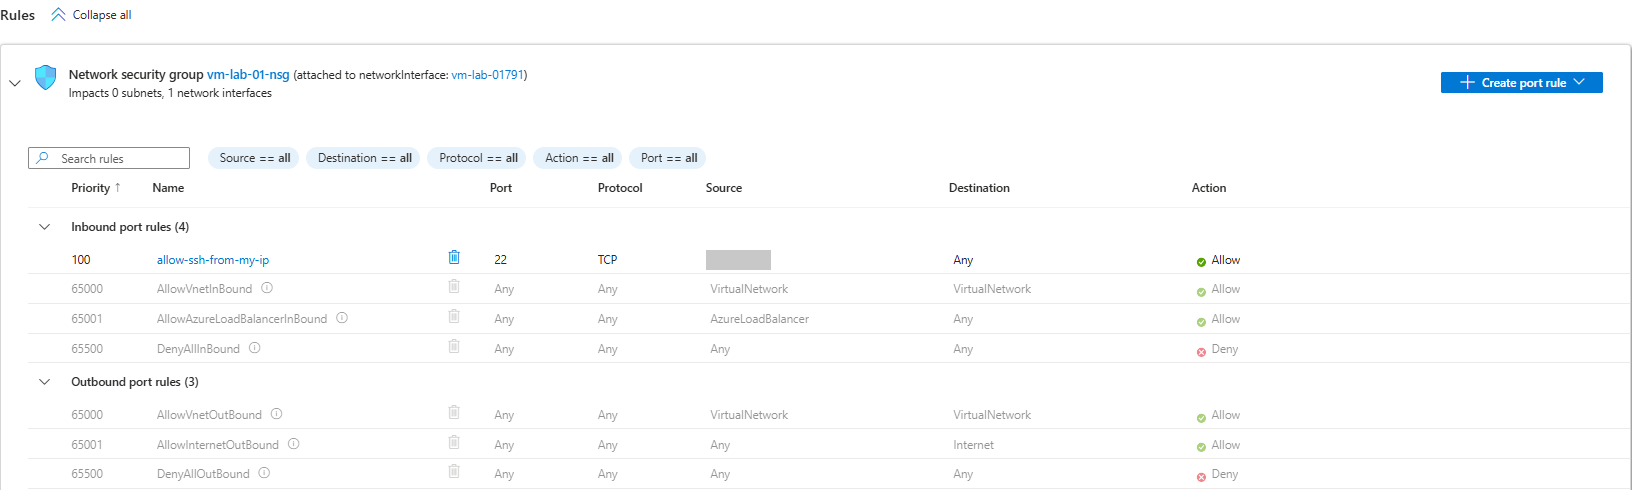 Rules Collapse all
Network security group vm-lab-01-nsg (attached to networkInterface: vm-lab-01791)
Impacts 0 subnets, 1 network interfaces
Create port rule
Search rules Source == all Destination == all Protocol == all Action == all Port == all
Priority ↑ Name Port Protocol Source Destination Action
Inbound port rules (4)
100 allow-ssh-from-my-ip 22 TCP Any Allow
65000 AllowVnetInBound Any Any VirtualNetwork VirtualNetwork Allow
65001 AllowAzureLoadBalancerInBound Any Any AzureLoadBalancer Any Allow
65500 DenyAllInBound Any Any Any Any Deny
Outbound port rules (3)
65000 AllowVnetOutBound Any Any VirtualNetwork VirtualNetwork Allow
65001 AllowInternetOutBound Any Any Any Internet Allow
65500 DenyAllOutBound Any Any Any Any Deny